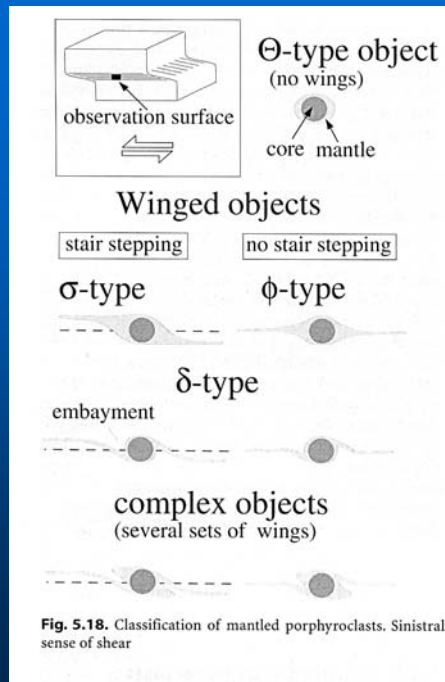 Θ-type object
(no wings)
observation surface
core mantle
Winged objects
stair stepping
no stair stepping
σ-type
ϕ-type
δ-type
embayment
complex objects
(several sets of wings)
Fig. 5.18. Classification of mantled porphyroclasts. Sinistral
sense of shear